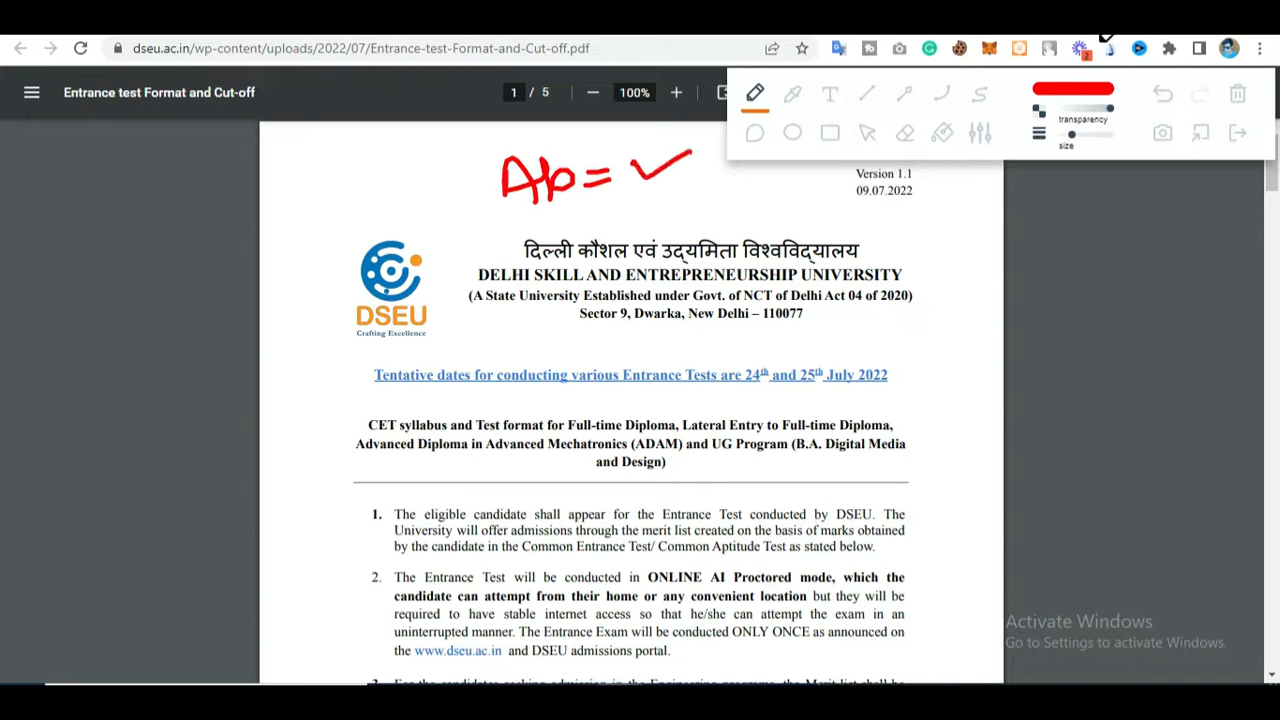 dseu.ac.in/wp-content/uploads/2022/07/Entrance-test-Format-and-Cut-off.pdf
2
Entrance test Format and Cut-off
1 / 5
100%
transparency
size
Ab = ✓
Version 1.1
09.07.2022
दिल्ली कौशल एवं उद्यमिता विश्वविद्यालय
DELHI SKILL AND ENTREPRENEURSHIP UNIVERSITY
(A State University Established under Govt. of NCT of Delhi Act 04 of 2020)
Sector 9, Dwarka, New Delhi – 110077
DSEU
Crafting Excellence
Tentative dates for conducting various Entrance Tests are 24th and 25th July 2022
CET syllabus and Test format for Full-time Diploma, Lateral Entry to Full-time Diploma,
Advanced Diploma in Advanced Mechatronics (ADAM) and UG Program (B.A. Digital Media
and Design)
1. The eligible candidate shall appear for the Entrance Test conducted by DSEU. The
University will offer admissions through the merit list created on the basis of marks obtained
by the candidate in the Common Entrance Test/ Common Aptitude Test as stated below.
2. The Entrance Test will be conducted in ONLINE AI Proctored mode, which the
candidate can attempt from their home or any convenient location but they will be
required to have stable internet access so that he/she can attempt the exam in an
uninterrupted manner. The Entrance Exam will be conducted ONLY ONCE as announced on
the www.dseu.ac.in and DSEU admissions portal.
Activate Windows
Go to Settings to activate Windows.